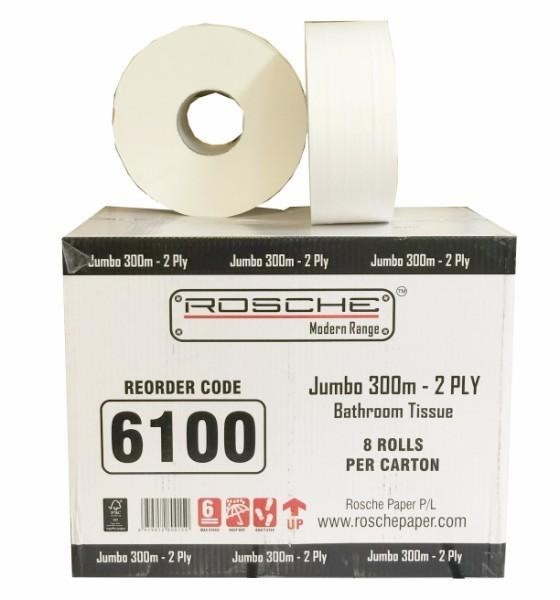 Jumbo 300m - 2 Ply Jumbo 300m - 2 Ply Jumbo 300m - 2 Ply
ROSCHE TM
Modern Range
REORDER CODE
6100
Jumbo 300m - 2 PLY
Bathroom Tissue
8 ROLLS
PER CARTON
FSC
6
UP
Rosche Paper P/L
www.roschepaper.com
Jumbo 300m - 2 Ply Jumbo 300m - 2 Ply Jumbo 300m - 2 Ply